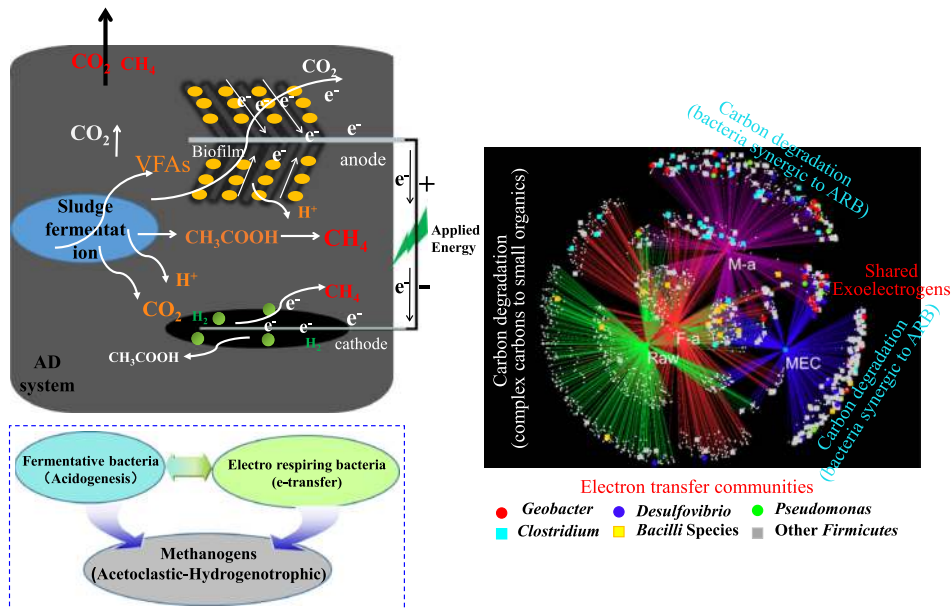 CO2 CH4
CO2
CO2
e-
e-
e-
e-
e-
e-
e-
Biofilm
anode
VFAs
e-
+
H+
Sludge
fermentat
ion
CH3COOH
CH4
Applied
Energy
H+
CH4
e-
-
CO2
e-
H2
e-
e-
e-
H2
cathode
CH3COOH
AD
system
Fermentative bacteria
(Acidogenesis)
Electro respiring bacteria
(e-transfer)
Methanogens
(Acetoclastic-Hydrogenotrophic)
Carbon degradation
(complex carbons to small organics)
Carbon degradation
(bacteria synergic to ARB)
M-a
Shared
Exoelectrogens
F-a
Raw
MEC
Carbon degradation
(bacteria synergic to ARB)
Electron transfer communities
Geobacter
Desulfovibrio
Pseudomonas
Clostridium
Bacilli Species
Other Firmicutes